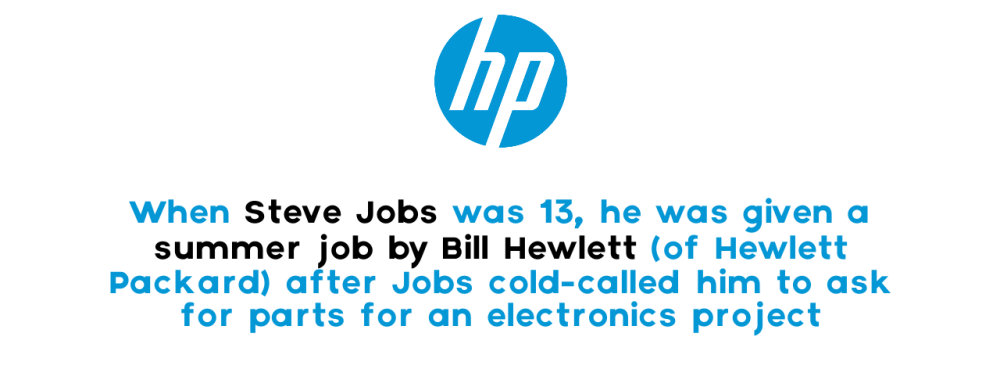 hp
When Steve Jobs was 13, he was given a
summer job by Bill Hewlett (of Hewlett
Packard) after Jobs cold-called him to ask
for parts for an electronics project